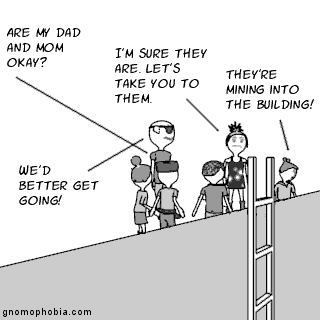 ARE MY DAD
AND MOM
OKAY?
I'M SURE THEY
ARE. LET'S
TAKE YOU TO
THEM.
THEY'RE
MINING INTO
THE BUILDING!
WE'D
BETTER GET
GOING!
gnomophobia.com